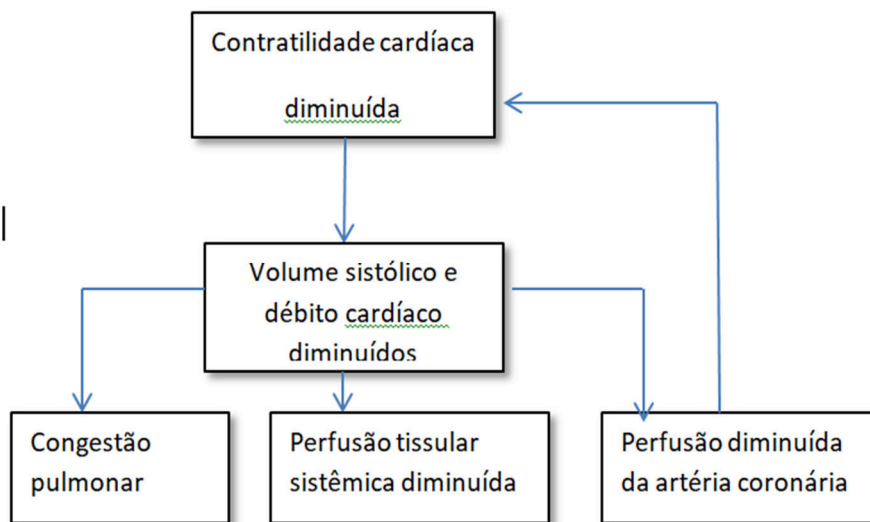 Contratilidade cardíaca
diminuída
Volume sistólico e
débito cardíaco
diminuídos
Congestão
pulmonar
Perfusão tissular
sistêmica diminuída
Perfusão diminuída
da artéria coronária